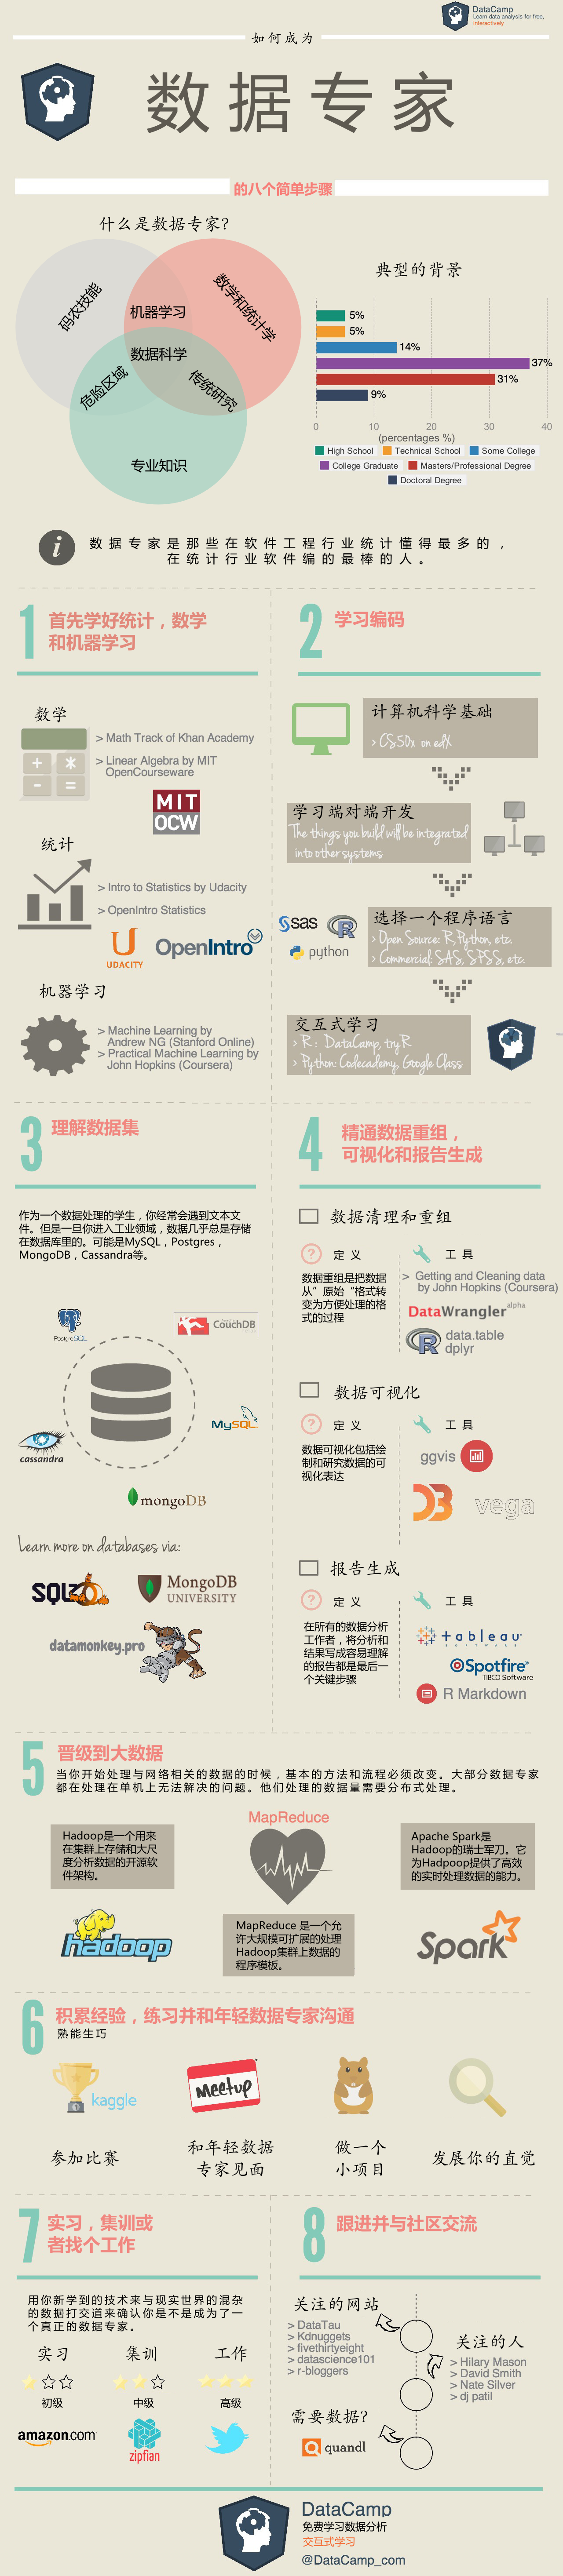 DataCamp
Learn data analysis for free,
interactively
如何成为
数据专家
的八个简单步骤
什么是数据专家?
码农技能
数学和统计学
机器学习
数据科学
危险区域
传统研究
专业知识
典型的背景
5%
5%
14%
37%
31%
9%
0 10 20 30 40
(percentages %)
High School Technical School Some College
College Graduate Masters/Professional Degree
Doctoral Degree
i
数据专家是那些在软件工程行业统计懂得最多的，
在统计行业软件编的最棒的人。
1
首先学好统计，数学
和机器学习
数学
> Math Track of Khan Academy
> Linear Algebra by MIT
OpenCourseware
MIT
OCW
统计
> Intro to Statistics by Udacity
> OpenIntro Statistics
UDACITY
OpenIntro
机器学习
> Machine Learning by
Andrew NG (Stanford Online)
> Practical Machine Learning by
John Hopkins (Coursera)
2
学习编码
计算机科学基础
> CS50x on edX
学习端对端开发
The things you build will be integrated
into other systems
选择一个程序语言
> Open Source: R, Python, etc.
> Commercial: SAS, SPSS, etc.
sas
R
python
交互式学习
> R: DataCamp, tryR
> Python: Codecademy, Google Class
3
理解数据集
作为一个数据处理的学生，你经常会遇到文本文
件。但是一旦你进入工业领域，数据几乎总是存储
在数据库里的。可能是MySQL，Postgres，
MongoDB，Cassandra等。
PostgreSQL
CouchDB
MySQL
cassandra
mongoDB
Learn more on databases via:
SQLZOO
MongoDB
UNIVERSITY
datamonkey.pro
4
精通数据重组，
可视化和报告生成
数据清理和重组
? 定义
数据重组是把数据
从”原始“格式转
变为方便处理的格
式的过程
工具
> Getting and Cleaning data
by John Hopkins (Coursera)
DataWrangler alpha
R
data.table
dplyr
数据可视化
? 定义
数据可视化包括绘
制和研究数据的可
视化表达
工具
ggvis
D3
vega
报告生成
? 定义
在所有的数据分析
工作者，将分析和
结果写成容易理解
的报告都是最后一
个关键步骤
工具
+ableau
Spotfire
TIBCO Software
R Markdown
5
晋级到大数据
当你开始处理与网络相关的数据的时候，基本的方法和流程必须改变。大部分数据专家
都在处理在单机上无法解决的问题。他们处理的数据量需要分布式处理。
Hadoop是一个用来
在集群上存储和大尺
度分析数据的开源软
件架构。
hadoop
MapReduce
MapReduce 是一个允
许大规模可扩展的处理
Hadoop集群上数据的
程序模板。
Apache Spark是
Hadoop的瑞士军刀。它
为Hadpoop提供了高效
的实时处理数据的能力。
Spark
6
积累经验，练习并和年轻数据专家沟通
熟能生巧
kaggle
Meetup
参加比赛
和年轻数据
专家见面
做一个
小项目
发展你的直觉
7
实习，集训或
者找个工作
用你新学到的技术来与现实世界的混杂
的数据打交道来确认你是不是成为了一
个真正的数据专家。
实习 集训 工作
初级 中级 高级
amazon.com
zipfian
8
跟进并与社区交流
关注的网站
> DataTau
> Kdnuggets
> fivethirtyeight
> datascience101
> r-bloggers
关注的人
> Hilary Mason
> David Smith
> Nate Silver
> dj patil
需要数据?
quandl
DataCamp
免费学习数据分析
交互式学习
@DataCamp_com